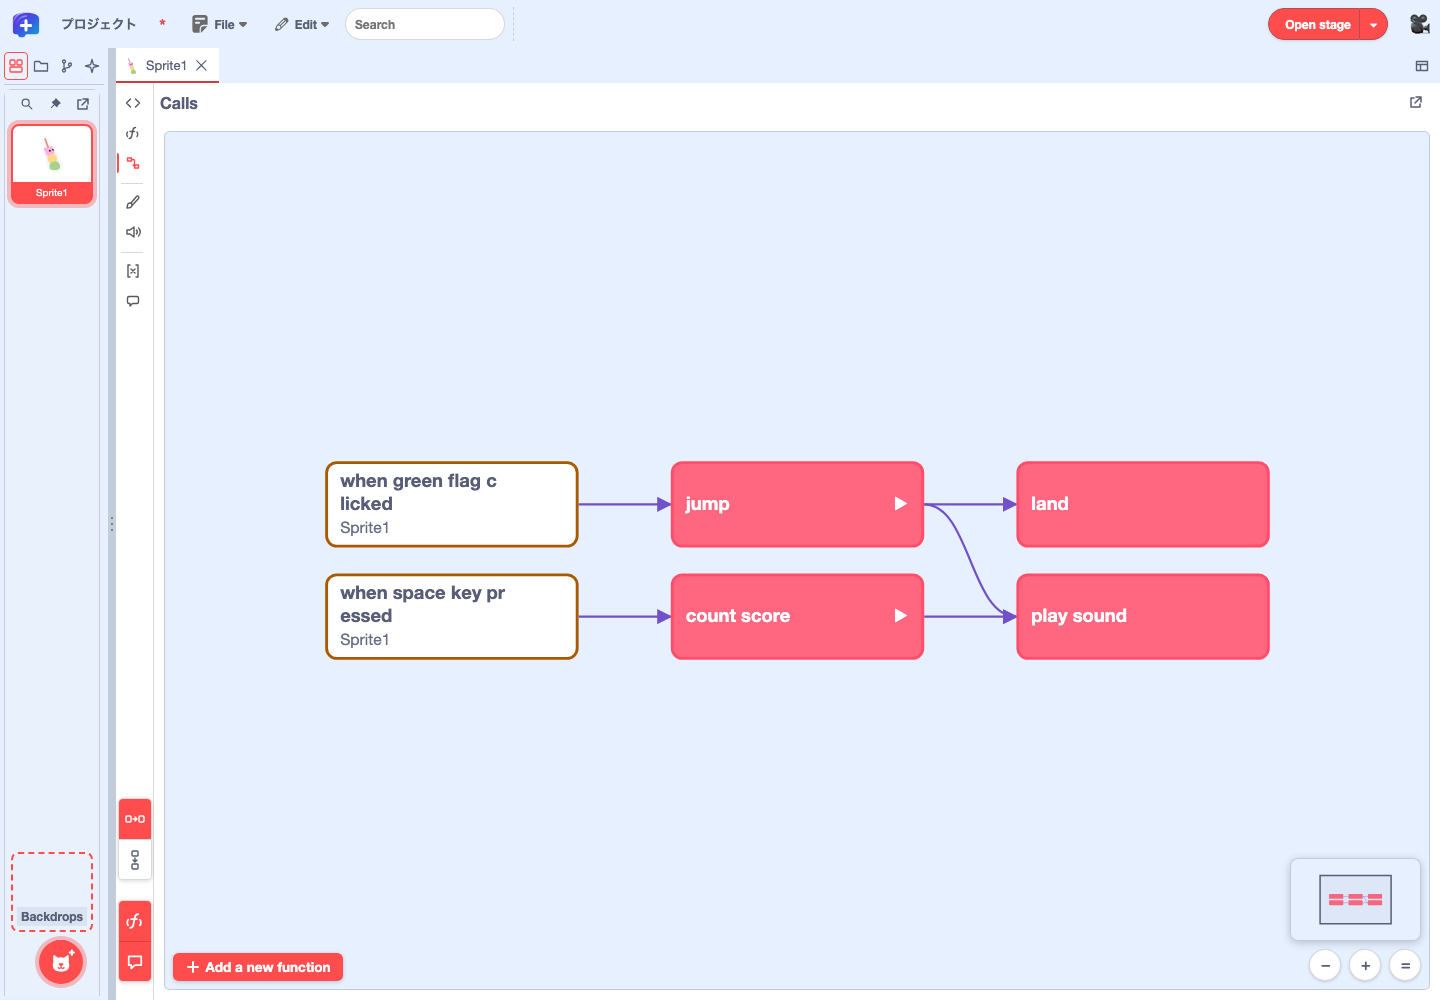 プロジェクト
*
File
Edit
Search
Open stage
Sprite1
Calls
Sprite1
when green flag c
licked
Sprite1
jump
land
when space key pr
essed
Sprite1
count score
play sound
Backdrops
Add a new function